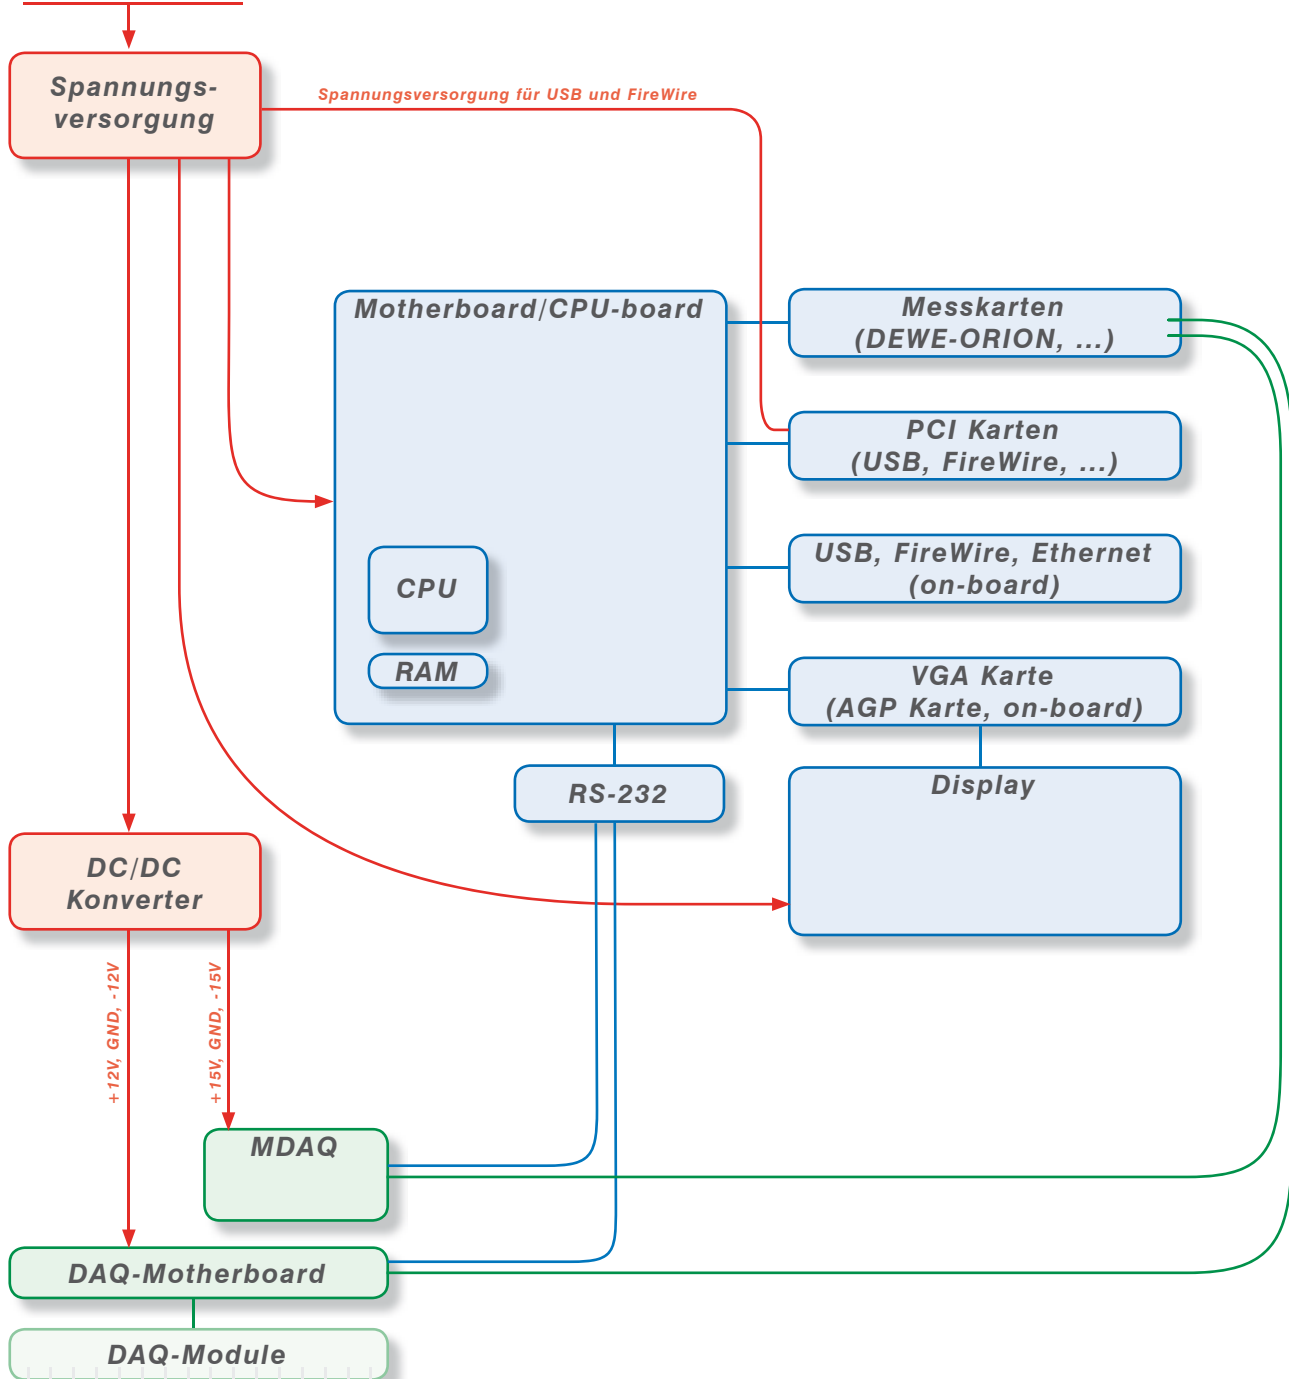 Spannungs-
versorgung
Spannungsversorgung für USB und FireWire
Motherboard/CPU-board
Messkarten
(DEWE-ORION, ...)
PCI Karten
(USB, FireWire, ...)
USB, FireWire, Ethernet
(on-board)
CPU
RAM
VGA Karte
(AGP Karte, on-board)
RS-232
Display
DC/DC
Konverter
+12V, GND, -12V
+15V, GND, -15V
MDAQ
DAQ-Motherboard
DAQ-Module